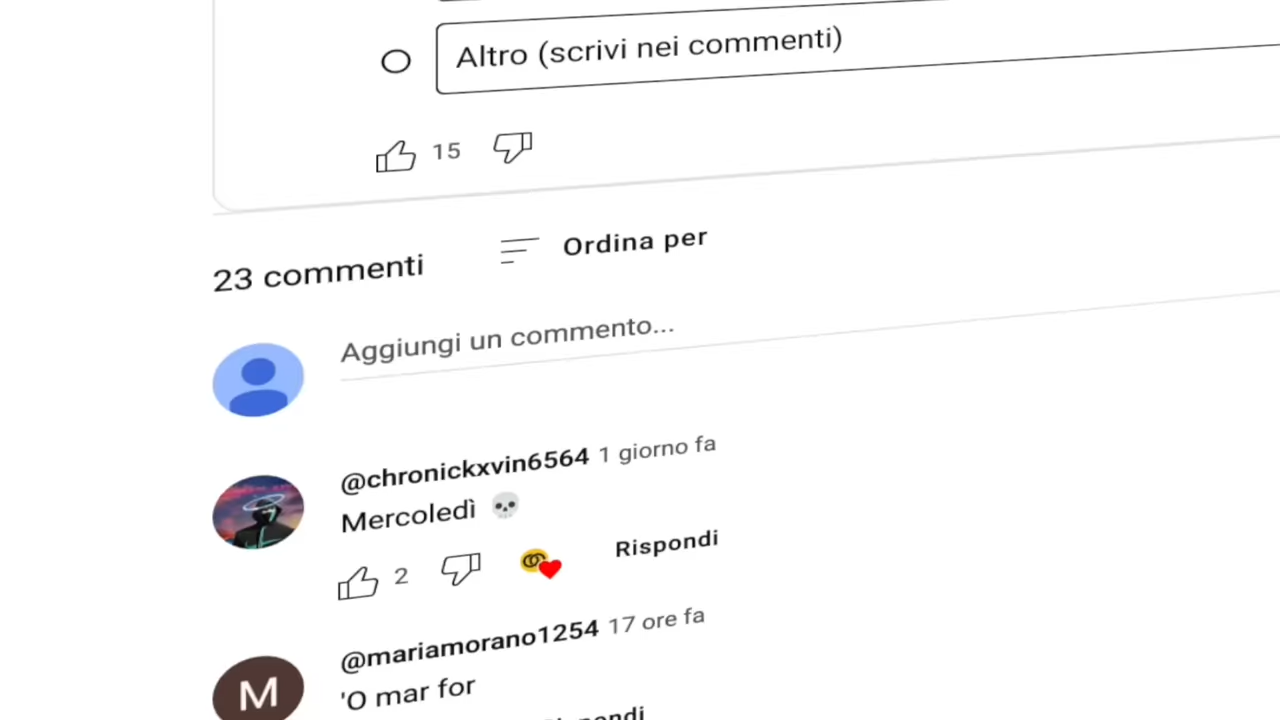 Altro (scrivi nei commenti)
15
23 commenti
Ordina per
Aggiungi un commento...
@chronickxvin6564 1 giorno fa
Mercoledì 💀
2
Rispondi
@mariamorano1254 17 ore fa
M
'O mar for